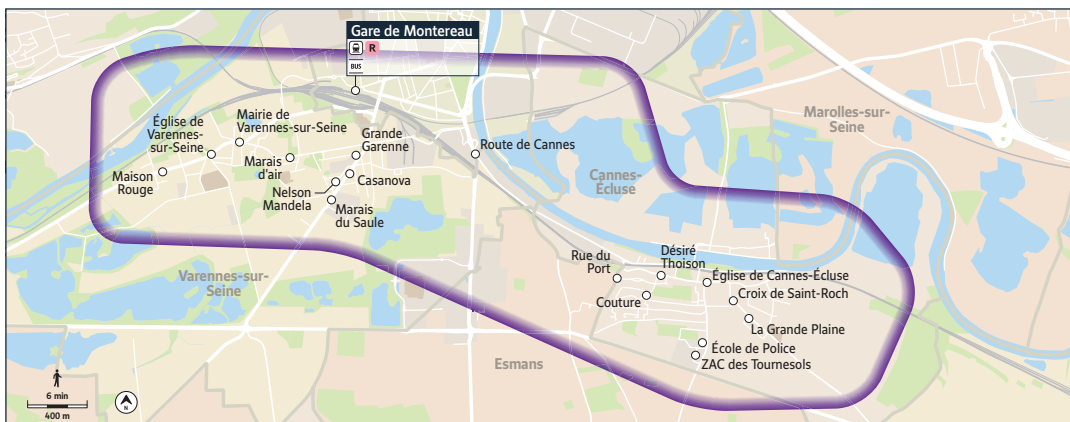 Gare de Montereau
R
BUS
Marolles-sur-
Seine
Mairie de
Varennes-sur-Seine
Église de
Varennes-
sur-Seine
Grande
Garenne
Route de Cannes
Marais
d'air
Maison
Rouge
Casanova
Cannes-
Écluse
Nelson
Mandela
Marais
du Saule
Varennes-sur-
Seine
Désiré
Thoison
Rue du
Port
Église de Cannes-Écluse
Couture
Croix de Saint-Roch
La Grande Plaine
École de Police
ZAC des Tournesols
Esmans
6 min
400 m
N